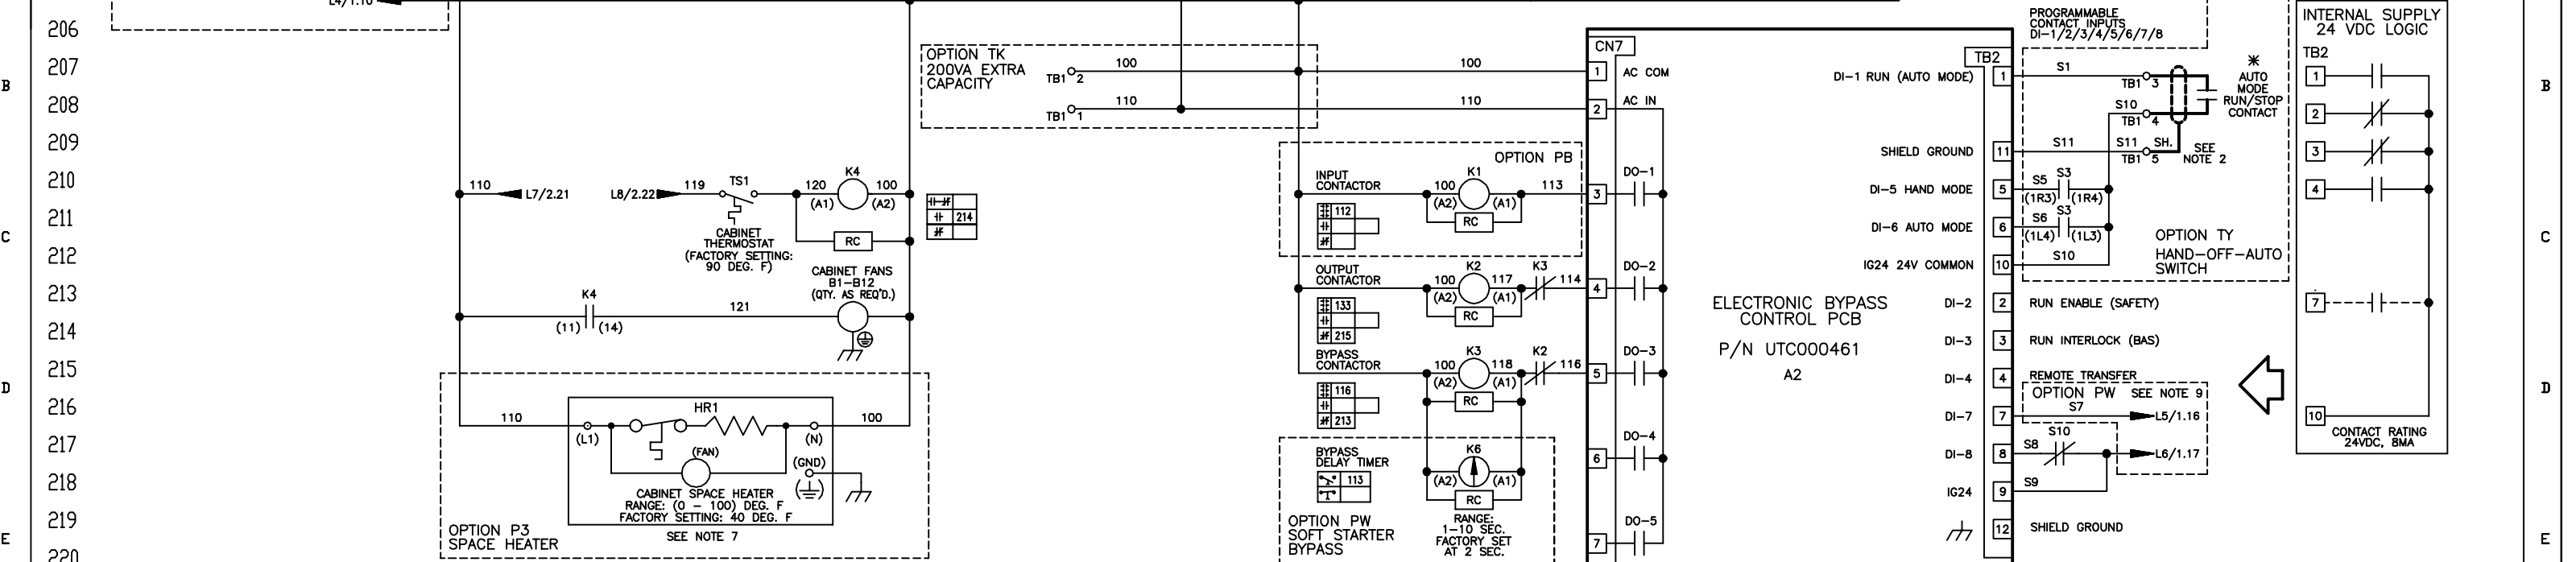 L4/1.16
206
207
208
209
210
211
212
213
214
215
216
217
218
219
220
B
C
D
E
110
L7/2.21
L8/2.22
119
TS1
120
K4
100
(A1)
(A2)
RC
214
CABINET
THERMOSTAT
(FACTORY SETTING:
90 DEG. F)
CABINET FANS
B1-B12
(QTY. AS REQ'D.)
K4
(11)
(14)
121
110
HR1
100
(L1)
(N)
(FAN)
(GND)
CABINET SPACE HEATER
RANGE: (0 - 100) DEG. F
FACTORY SETTING: 40 DEG. F
OPTION P3
SPACE HEATER
SEE NOTE 7
OPTION TK
200VA EXTRA
CAPACITY
TB1 2
100
100
TB1 1
110
110
OPTION PB
INPUT
CONTACTOR
112
100
K1
113
(A2)
(A1)
RC
OUTPUT
CONTACTOR
133
215
100
K2
117
K3
114
(A2)
(A1)
RC
BYPASS
CONTACTOR
116
213
100
K3
118
K2
116
(A2)
(A1)
RC
BYPASS
DELAY TIMER
113
K6
(A2)
(A1)
RC
OPTION PW
SOFT STARTER
BYPASS
RANGE:
1-10 SEC.
FACTORY SET
AT 2 SEC.
CN7
1
AC COM
2
AC IN
3
DO-1
4
DO-2
5
DO-3
6
DO-4
7
DO-5
ELECTRONIC BYPASS
CONTROL PCB
P/N UTC000461
A2
TB2
DI-1 RUN (AUTO MODE)
1
SHIELD GROUND
11
DI-5 HAND MODE
5
DI-6 AUTO MODE
6
IG24 24V COMMON
10
DI-2
2
RUN ENABLE (SAFETY)
DI-3
3
RUN INTERLOCK (BAS)
DI-4
4
REMOTE TRANSFER
DI-7
7
DI-8
8
IG24
9
12
SHIELD GROUND
PROGRAMMABLE
CONTACT INPUTS
DI-1/2/3/4/5/6/7/8
S1
TB1 3
S10
TB1 4
S11
S11
SH.
TB1 5
SEE
NOTE 2
*
AUTO
MODE
RUN/STOP
CONTACT
S5
S3
(1R3)
(1R4)
S6
S3
(1L4)
(1L3)
S10
OPTION TY
HAND-OFF-AUTO
SWITCH
OPTION PW
SEE NOTE 9
S7
L5/1.16
S10
S8
L6/1.17
S9
INTERNAL SUPPLY
24 VDC LOGIC
TB2
1
2
3
4
7
10
CONTACT RATING
24VDC, 8MA
B
C
D
E